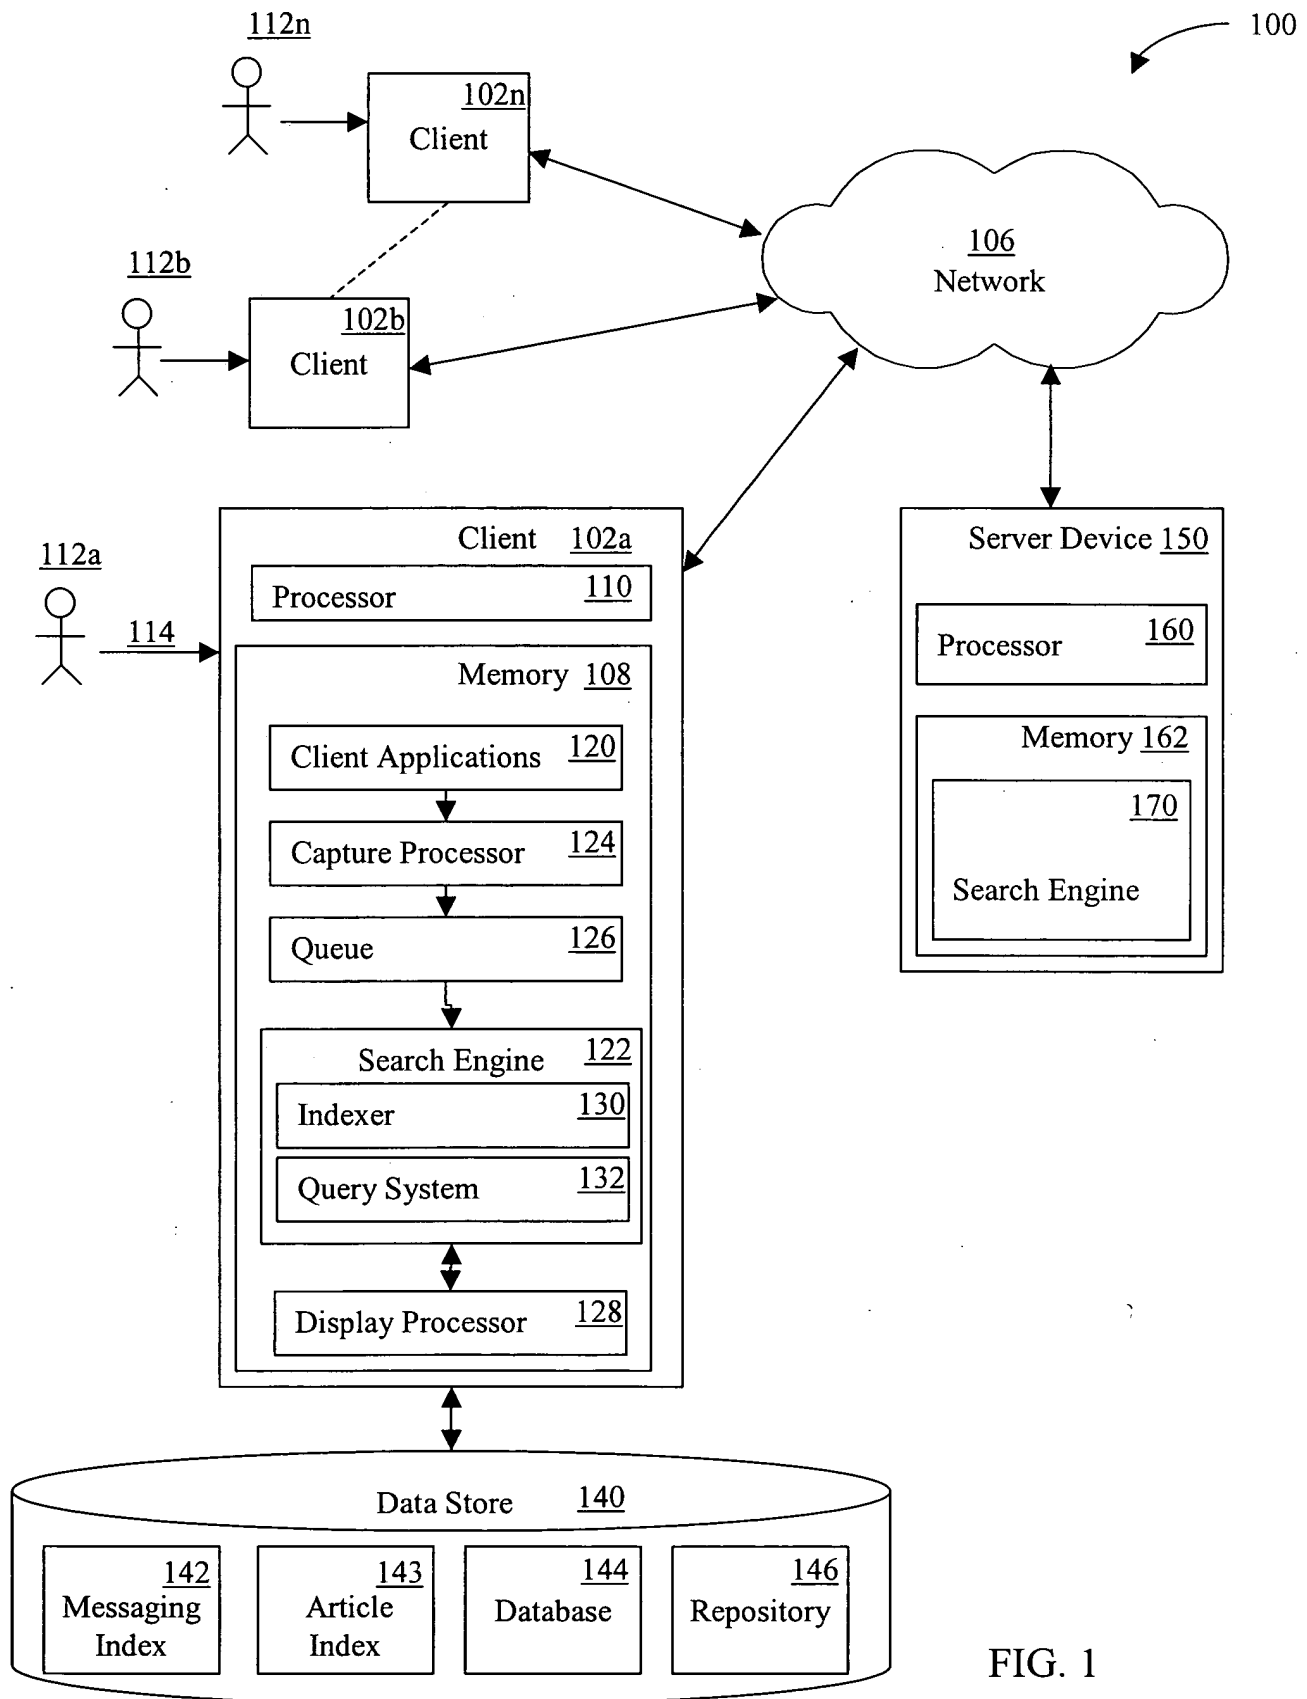 112n
100
102n
Client
112b
102b
Client
106
Network
Client 102a
Processor 110
112a
114
Memory 108
Client Applications 120
Capture Processor 124
Queue 126
Search Engine 122
Indexer 130
Query System 132
Display Processor 128
Server Device 150
Processor 160
Memory 162
170
Search Engine
Data Store 140
142
Messaging
Index
143
Article
Index
144
Database
146
Repository
FIG. 1